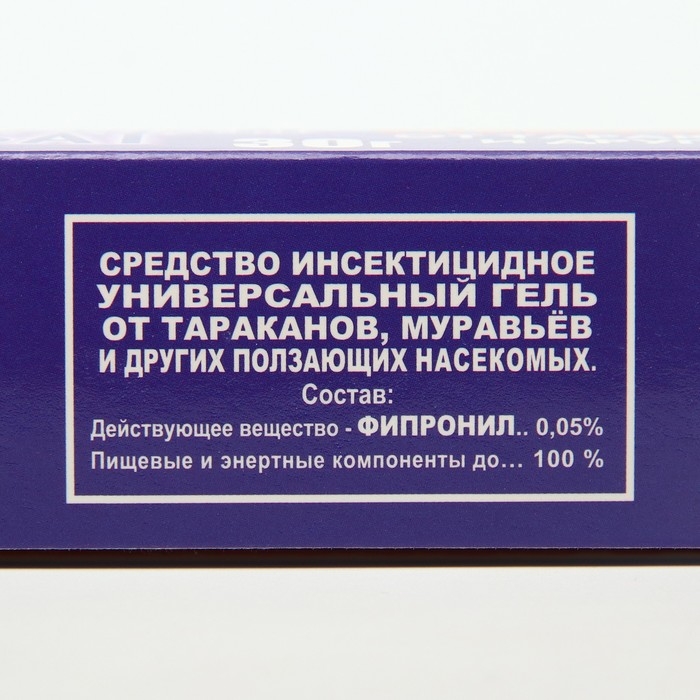 30г
СРЕДСТВО ИНСЕКТИЦИДНОЕ
УНИВЕРСАЛЬНЫЙ ГЕЛЬ
ОТ ТАРАКАНОВ, МУРАВЬЁВ
И ДРУГИХ ПОЛЗАЮЩИХ НАСЕКОМЫХ.
Состав:
Действующее вещество - ФИПРОНИЛ.. 0,05%
Пищевые и энертные компоненты до... 100 %